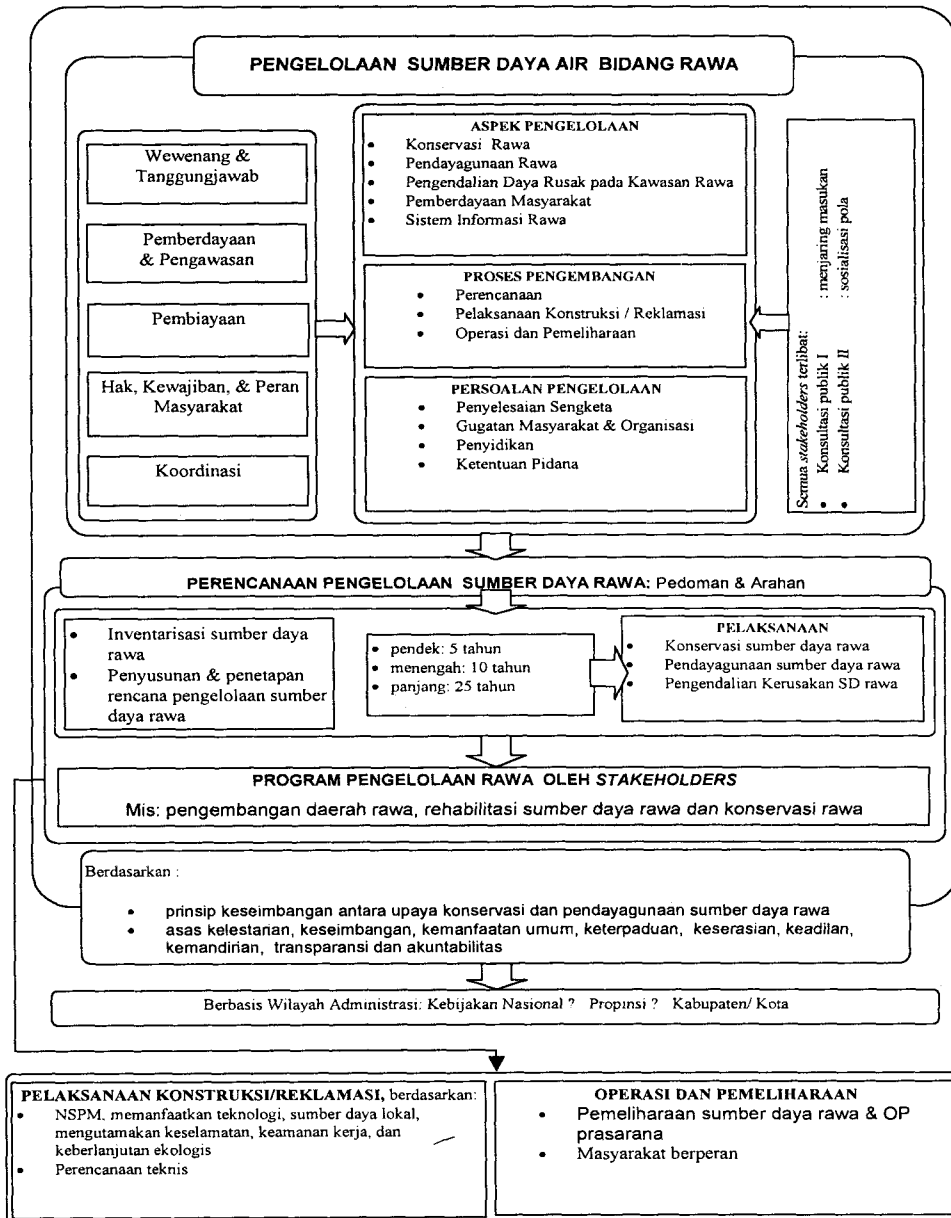 PENGELOLAAN SUMBER DAYA AIR BIDANG RAWA
Wewenang &
Tanggungjawab
Pemberdayaan
& Pengawasan
Pembiayaan
Hak, Kewajiban, & Peran
Masyarakat
Koordinasi
ASPEK PENGELOLAAN
• Konservasi Rawa
• Pendayagunaan Rawa
• Pengendalian Daya Rusak pada Kawasan Rawa
• Pemberdayaan Masyarakat
• Sistem Informasi Rawa
PROSES PENGEMBANGAN
• Perencanaan
• Pelaksanaan Konstruksi / Reklamasi
• Operasi dan Pemeliharaan
PERSOALAN PENGELOLAAN
• Penyelesaian Sengketa
• Gugatan Masyarakat & Organisasi
• Penyidikan
• Ketentuan Pidana
Semua stakeholders terlibat:
• Konsultasi publik I : menjaring masukan
• Konsultasi publik II : sosialisasi pola
PERENCANAAN PENGELOLAAN SUMBER DAYA RAWA: Pedoman & Arahan
• Inventarisasi sumber daya
rawa
• Penyusunan & penetapan
rencana pengelolaan sumber
daya rawa
• pendek: 5 tahun
• menengah: 10 tahun
• panjang: 25 tahun
PELAKSANAAN
• Konservasi sumber daya rawa
• Pendayagunaan sumber daya rawa
• Pengendalian Kerusakan SD rawa
PROGRAM PENGELOLAAN RAWA OLEH STAKEHOLDERS
Mis: pengembangan daerah rawa, rehabilitasi sumber daya rawa dan konservasi rawa
Berdasarkan :
• prinsip keseimbangan antara upaya konservasi dan pendayagunaan sumber daya rawa
• asas kelestarian, keseimbangan, kemanfaatan umum, keterpaduan, keserasian, keadilan,
kemandirian, transparansi dan akuntabilitas
Berbasis Wilayah Administrasi: Kebijakan Nasional ? Propinsi ? Kabupaten/ Kota
PELAKSANAAN KONSTRUKSI/REKLAMASI, berdasarkan:
• NSPM, memanfaatkan teknologi, sumber daya lokal,
mengutamakan keselamatan, keamanan kerja, dan
keberlanjutan ekologis
• Perencanaan teknis
OPERASI DAN PEMELIHARAAN
• Pemeliharaan sumber daya rawa & OP
prasarana
• Masyarakat berperan